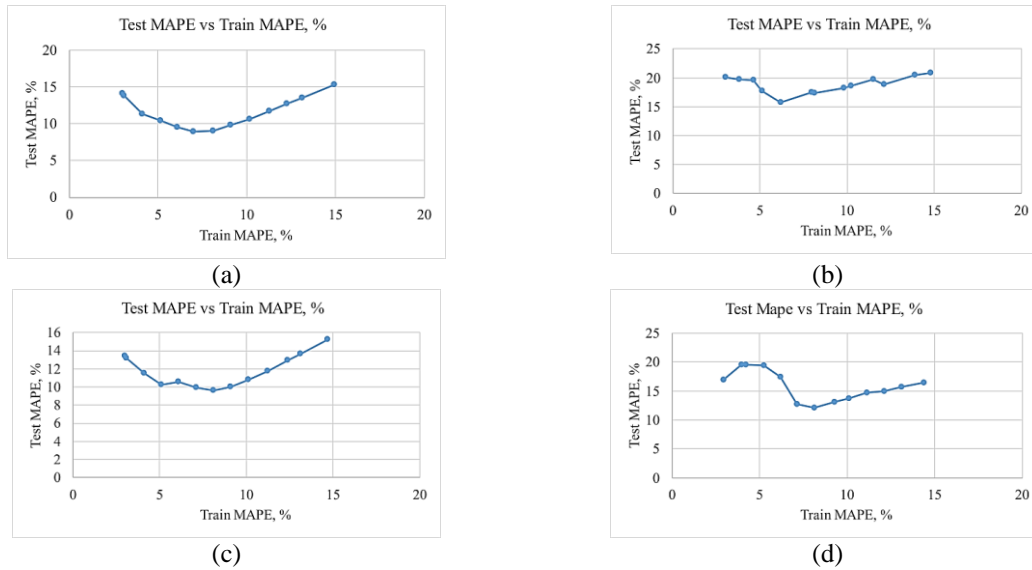 Test MAPE vs Train MAPE, %
20
15
10
5
0
Test MAPE, %
0 5 10 15 20
Train MAPE, %
(a)
Test MAPE vs Train MAPE, %
25
20
15
10
5
0
Test MAPE, %
0 5 10 15 20
Train MAPE, %
(b)
Test MAPE vs Train MAPE, %
16
14
12
10
8
6
4
2
0
Test MAPE, %
0 5 10 15 20
Train MAPE, %
(c)
Test Mape vs Train MAPE, %
25
20
15
10
5
0
Test MAPE, %
0 5 10 15 20
Train MAPE, %
(d)